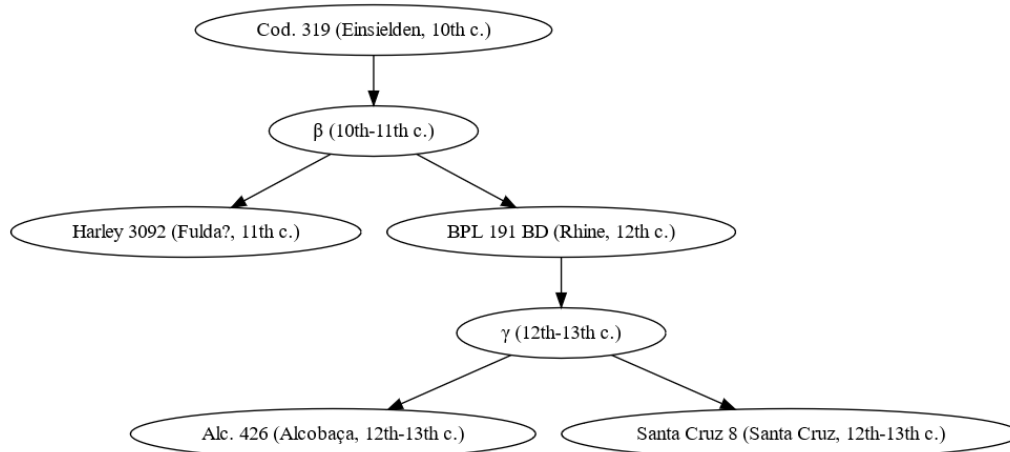 Cod. 319 (Einsielden, 10th c.)
β (10th-11th c.)
Harley 3092 (Fulda?, 11th c.)
BPL 191 BD (Rhine, 12th c.)
γ (12th-13th c.)
Alc. 426 (Alcobaça, 12th-13th c.)
Santa Cruz 8 (Santa Cruz, 12th-13th c.)